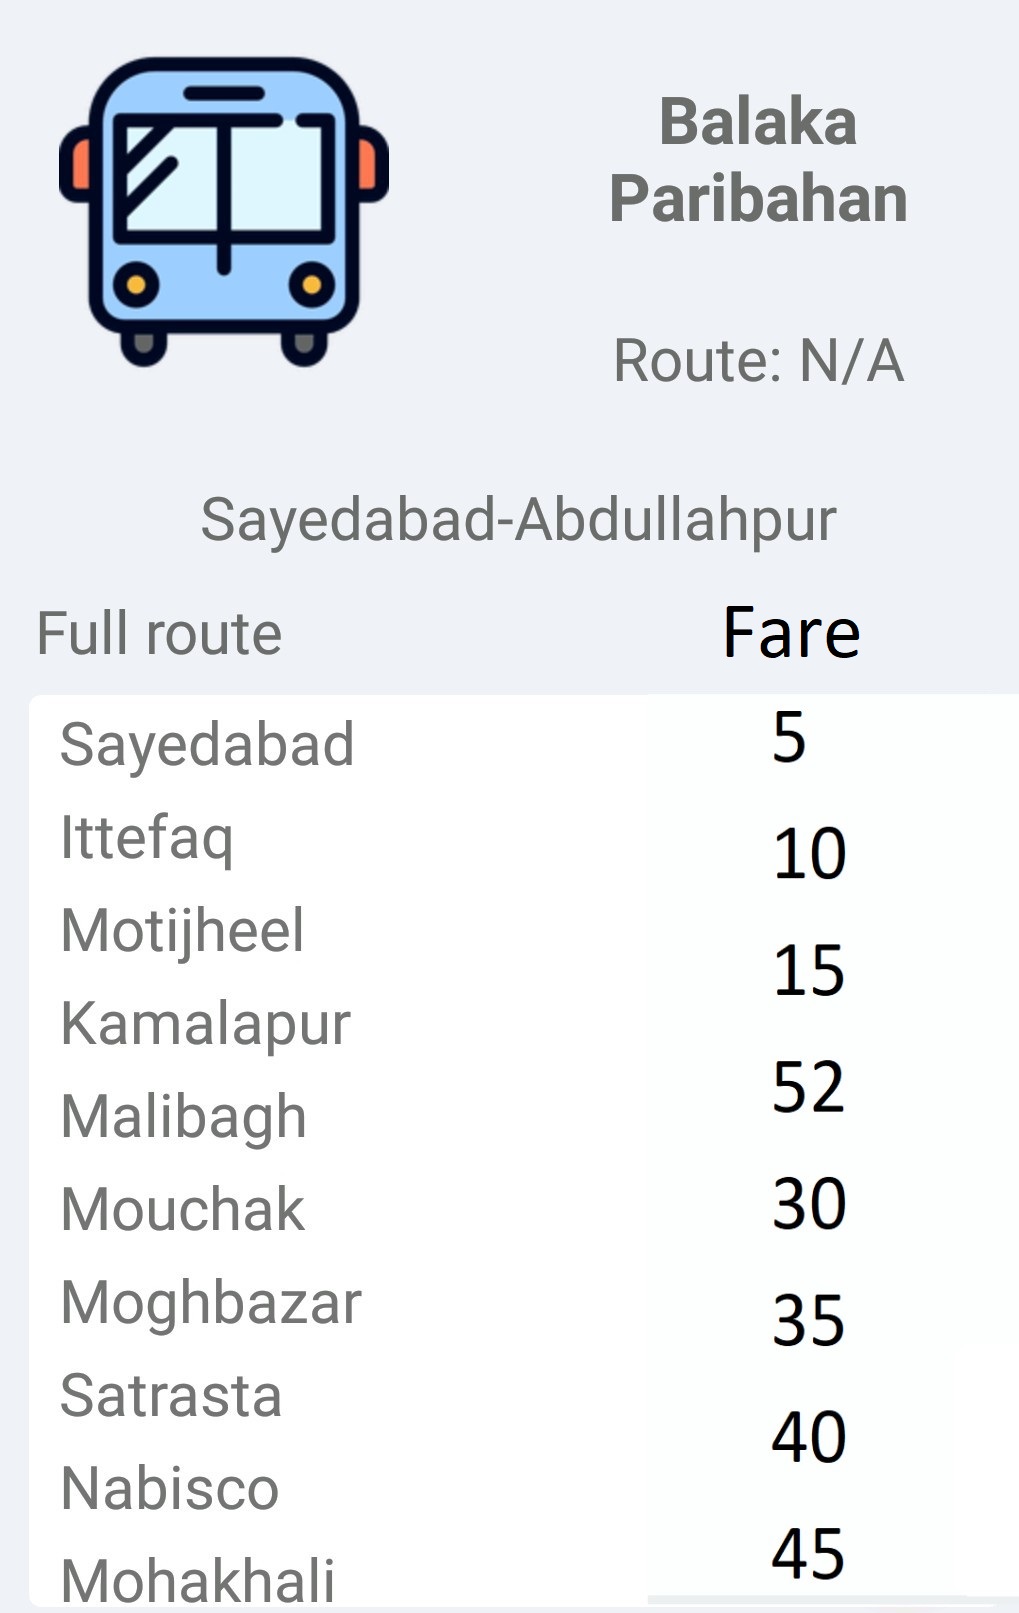 Balaka
Paribahan
Route: N/A
Sayedabad-Abdullahpur
Full route
Fare
Sayedabad
5
Ittefaq
10
Motijheel
15
Kamalapur
52
Malibagh
30
Mouchak
35
Moghbazar
40
Satrasta
45
Nabisco
Mohakhali